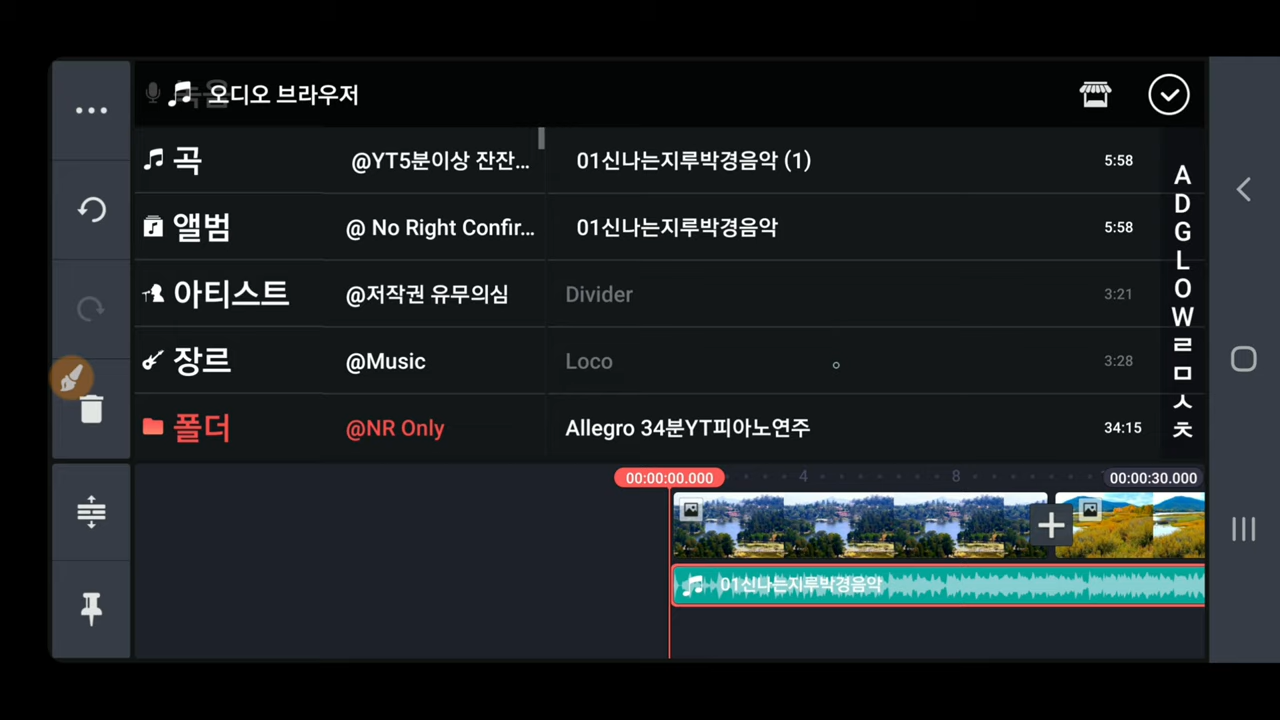 녹음 오디오 브라우저
곡 @YT5분이상 잔잔... 01신나는지루박경음악 (1) 5:58
앨범 @ No Right Confir... 01신나는지루박경음악 5:58
아티스트 @저작권 유무의심 Divider 3:21
장르 @Music Loco 3:28
폴더 @NR Only Allegro 34분YT피아노연주 34:15
A
D
G
L
O
W
ㄹ
ㅁ
ㅅ
ㅊ
00:00:00.000 4 8 00:00:30.000
01신나는지루박경음악